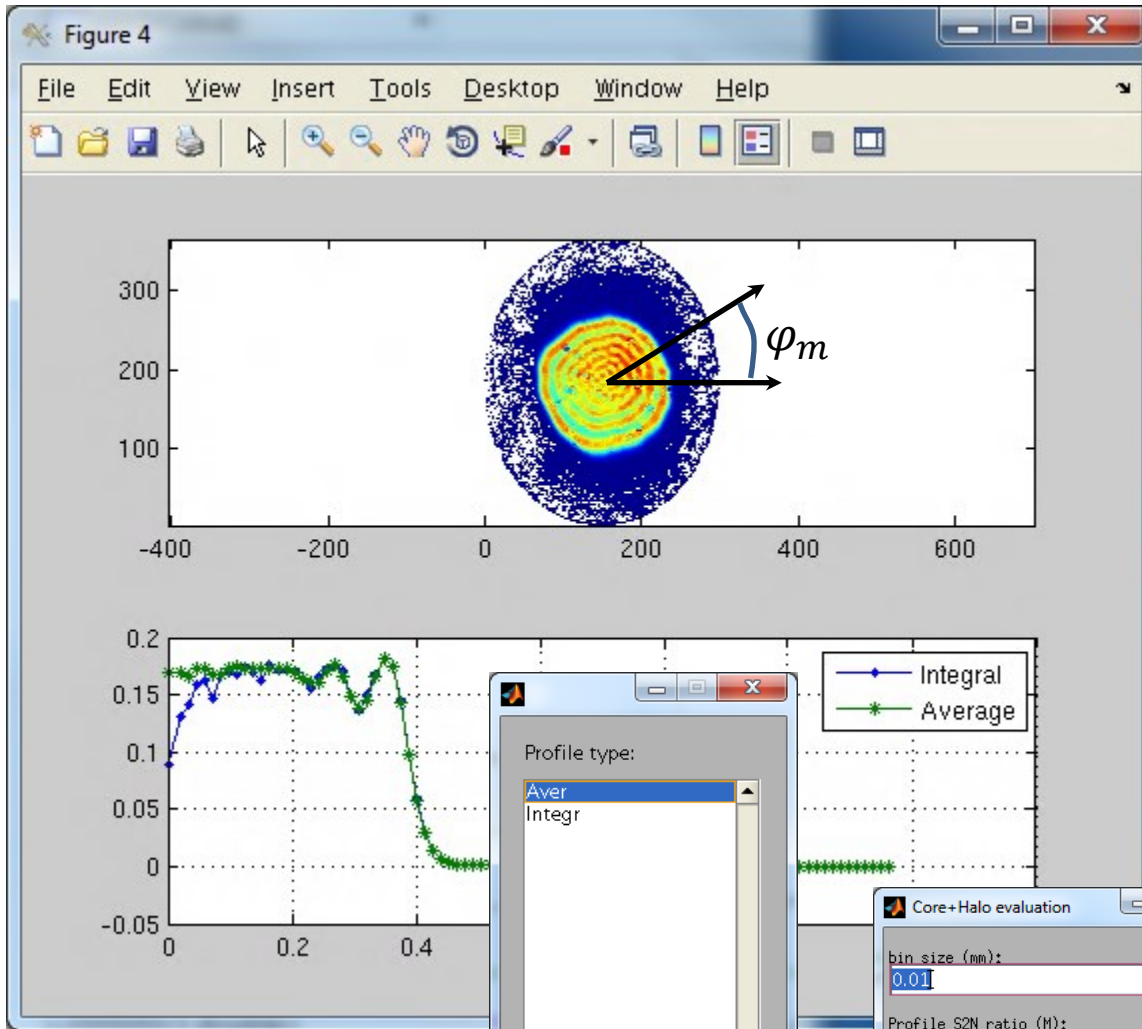 Figure 4
File Edit View Insert Tools Desktop Window Help
300
200
100
φm
-400 -200 0 200 400 600
0.2
0.15
0.1
0.05
0
-0.05
0 0.2 0.4
Integral
Average
Profile type:
Aver
Integr
Core+Halo evaluation
bin size (mm):
0.01
Profile S2N ratio (M):